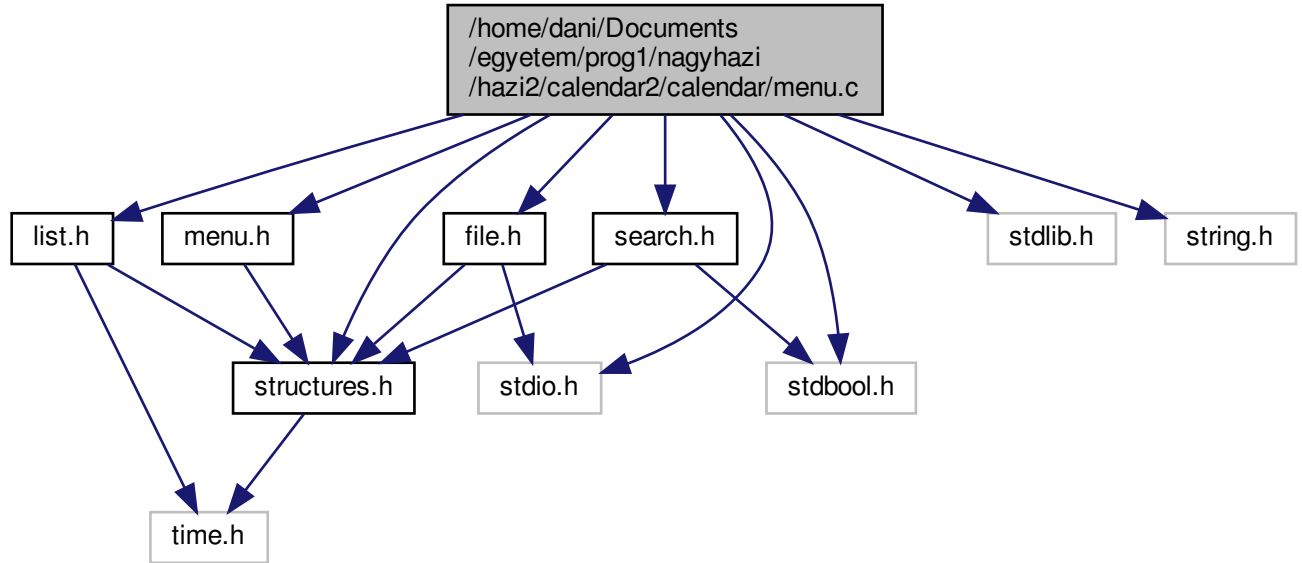 /home/dani/Documents
/egyetem/prog1/nagyhazi
/hazi2/calendar2/calendar/menu.c
list.h
menu.h
file.h
search.h
stdlib.h
string.h
structures.h
stdio.h
stdbool.h
time.h